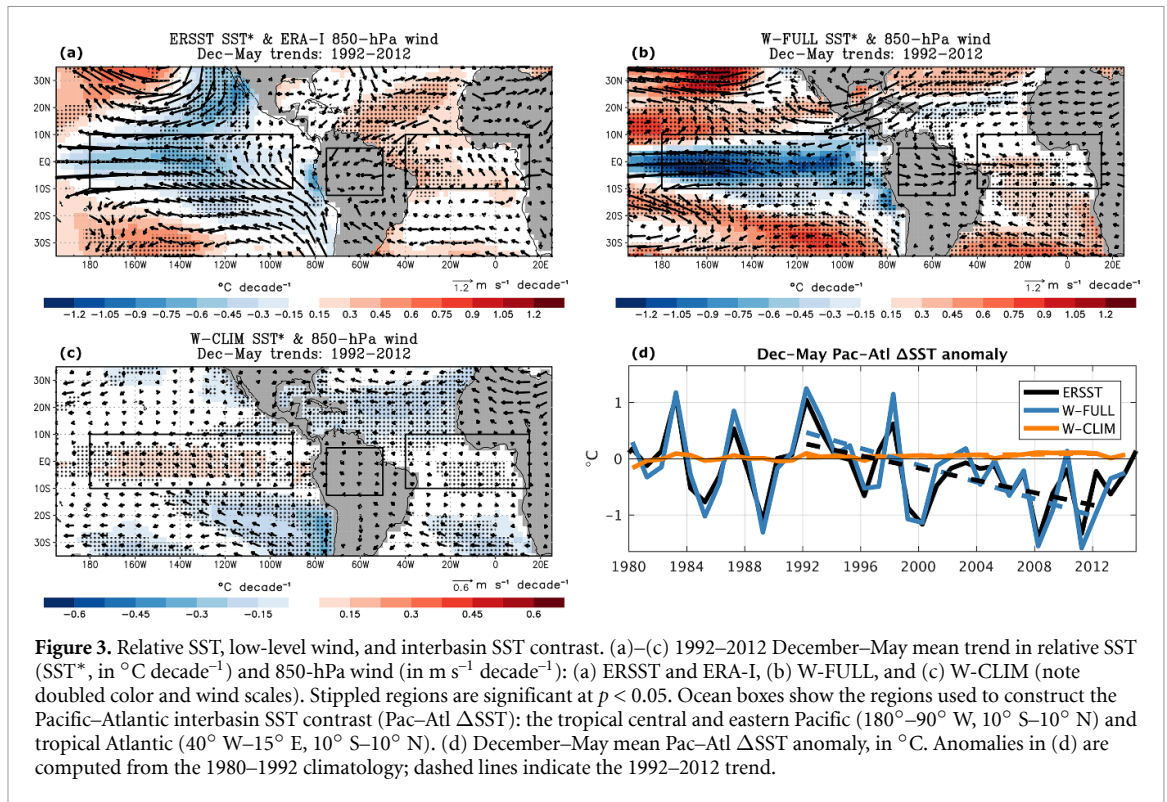 ERSST SST* & ERA-I 850-hPa wind
(a) Dec-May trends: 1992-2012
30N
20N
10N
EQ
10S
20S
30S
180 160W 140W 120W 100W 80W 60W 40W 20W 0 20E
°C decade⁻¹
1.2 m s⁻¹ decade⁻¹
-1.2 -1.05 -0.9 -0.75 -0.6 -0.45 -0.3 -0.15 0.15 0.3 0.45 0.6 0.75 0.9 1.05 1.2
W-FULL SST* & 850-hPa wind
(b) Dec-May trends: 1992-2012
30N
20N
10N
EQ
10S
20S
30S
180 160W 140W 120W 100W 80W 60W 40W 20W 0 20E
°C decade⁻¹
1.2 m s⁻¹ decade⁻¹
-1.2 -1.05 -0.9 -0.75 -0.6 -0.45 -0.3 -0.15 0.15 0.3 0.45 0.6 0.75 0.9 1.05 1.2
W-CLIM SST* & 850-hPa wind
(c) Dec-May trends: 1992-2012
30N
20N
10N
EQ
10S
20S
30S
180 160W 140W 120W 100W 80W 60W 40W 20W 0 20E
°C decade⁻¹
0.6 m s⁻¹ decade⁻¹
-0.6 -0.45 -0.3 -0.15 0.15 0.3 0.45 0.6
(d) Dec-May Pac-Atl ΔSST anomaly
ERSST
W-FULL
W-CLIM
1
0
-1
°C
1980 1984 1988 1992 1996 2000 2004 2008 2012
Figure 3. Relative SST, low-level wind, and interbasin SST contrast. (a)–(c) 1992–2012 December–May mean trend in relative SST
(SST*, in °C decade⁻¹) and 850-hPa wind (in m s⁻¹ decade⁻¹): (a) ERSST and ERA-I, (b) W-FULL, and (c) W-CLIM (note
doubled color and wind scales). Stippled regions are significant at p < 0.05. Ocean boxes show the regions used to construct the
Pacific–Atlantic interbasin SST contrast (Pac–Atl ΔSST): the tropical central and eastern Pacific (180°–90° W, 10° S–10° N) and
tropical Atlantic (40° W–15° E, 10° S–10° N). (d) December–May mean Pac–Atl ΔSST anomaly, in °C. Anomalies in (d) are
computed from the 1980–1992 climatology; dashed lines indicate the 1992–2012 trend.